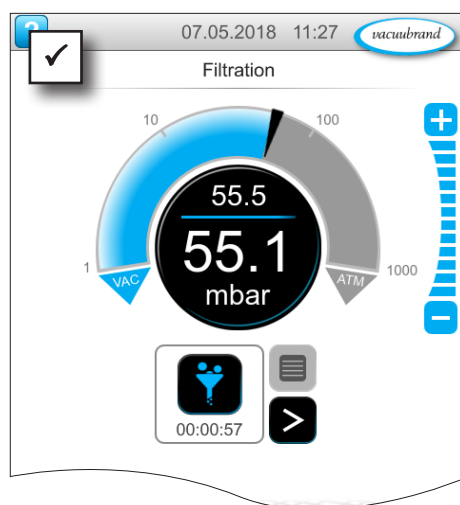 ?
07.05.2018 11:27 vacuubrand
Filtration
10
100
55.5
55.1
mbar
1
VAC
ATM
1000
+
−
00:00:57
>